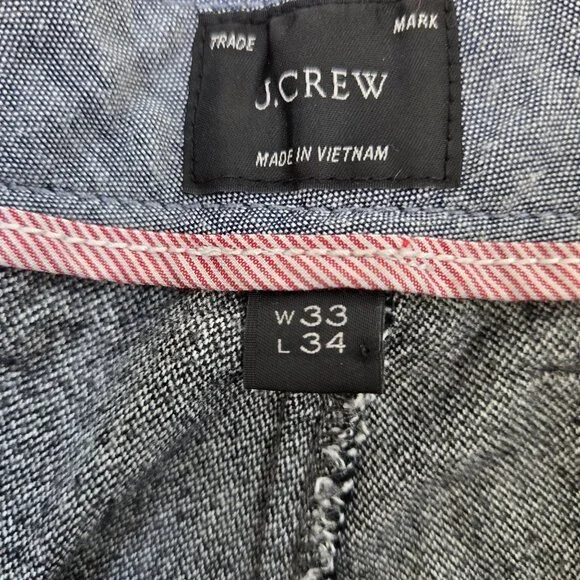 TRADE MARK
J.CREW
MADE IN VIETNAM
W 33
L 34